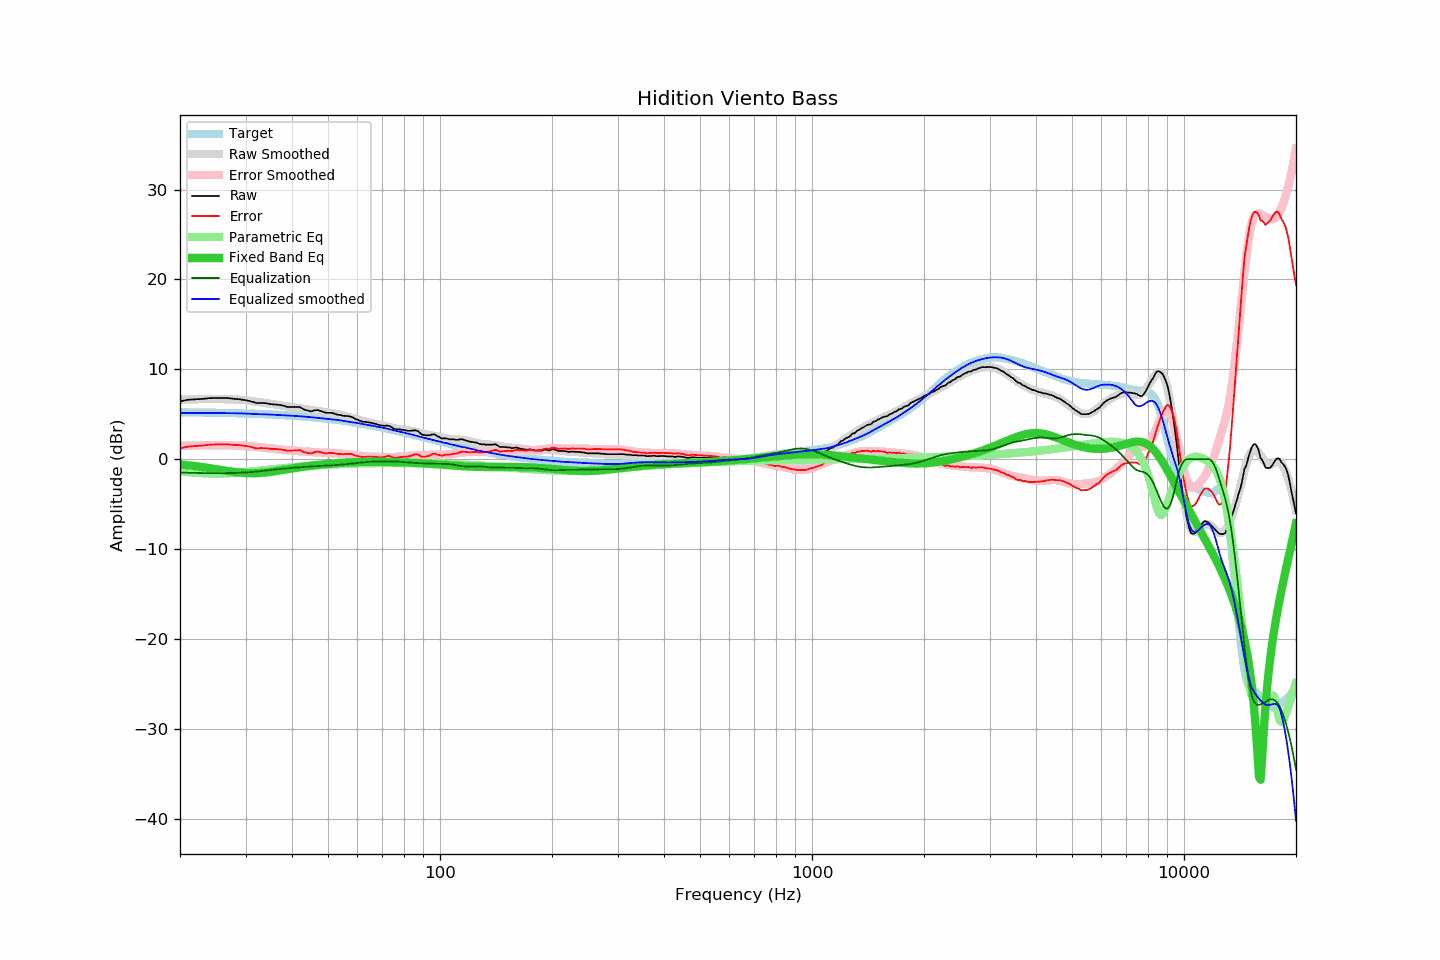 Hidition Viento Bass
Target
Raw Smoothed
Error Smoothed
Raw
Error
Parametric Eq
Fixed Band Eq
Equalization
Equalized smoothed
30
20
10
0
−10
−20
−30
−40
Amplitude (dBr)
100
1000
10000
Frequency (Hz)